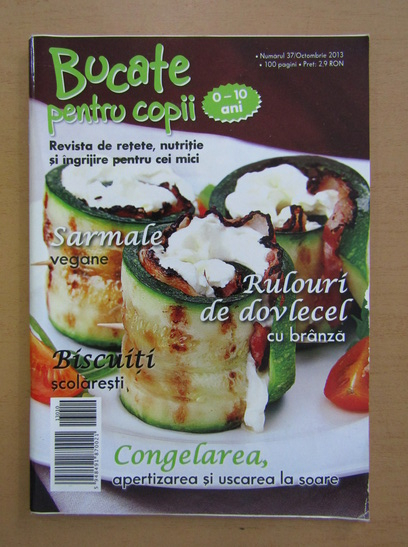 Bucate
pentru copii
0 – 10
ani
• Numărul 37/Octombrie 2013
• 100 pagini • Preț: 2,9 RON
Revista de rețete, nutriție
și îngrijire pentru cei mici
Sarmale
vegane
Rulouri
de dovlecel
cu brânză
Biscuiți
școlărești
Congelarea,
apertizarea și uscarea la soare